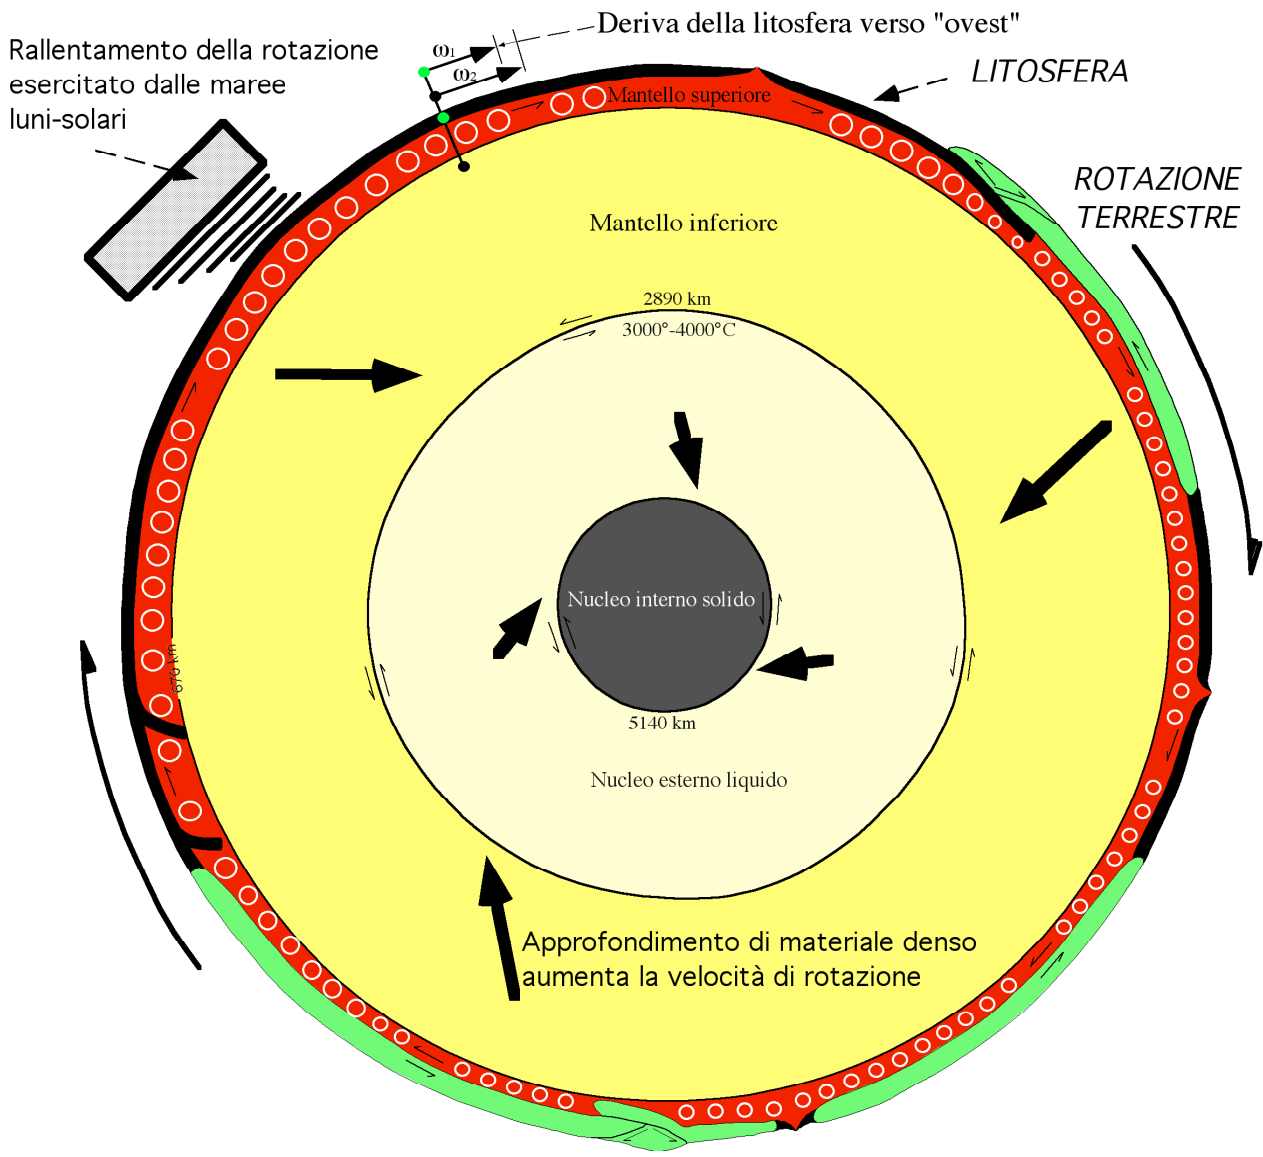 Deriva della litosfera verso "ovest"
Rallentamento della rotazione
esercitato dalle maree
luni-solari
ω1
ω2
LITOSFERA
Mantello superiore
ROTAZIONE
TERRESTRE
Mantello inferiore
2890 km
3000°-4000°C
Nucleo interno solido
670 km
5140 km
Nucleo esterno liquido
Approfondimento di materiale denso
aumenta la velocità di rotazione